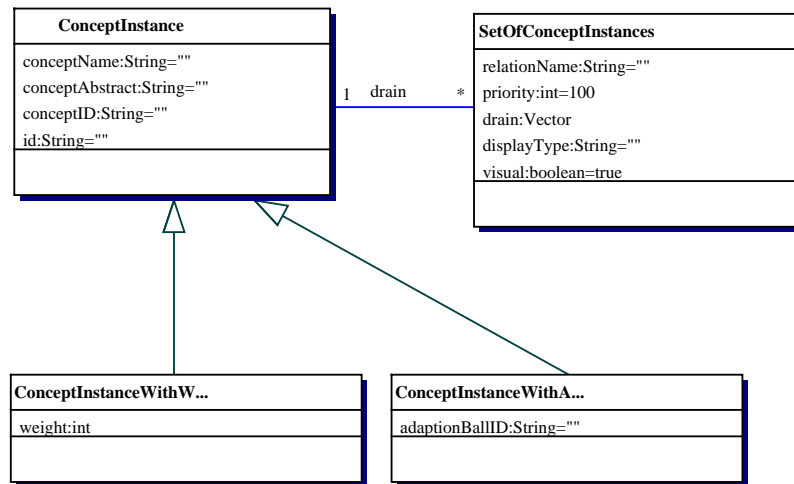 ConceptInstance
conceptName:String=""
conceptAbstract:String=""
conceptID:String=""
id:String=""
1 drain *
SetOfConceptInstances
relationName:String=""
priority:int=100
drain:Vector
displayType:String=""
visual:boolean=true
ConceptInstanceWithW...
weight:int
ConceptInstanceWithA...
adaptionBallID:String=""